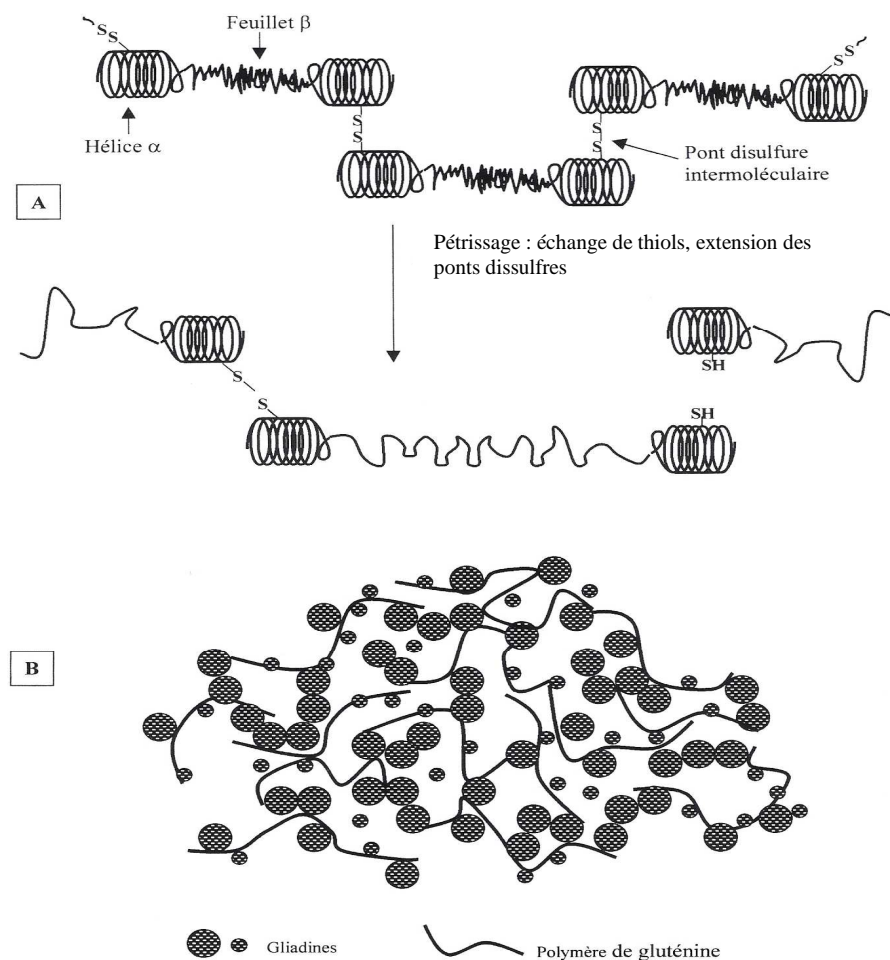 S S
Feuillet β
S S
Hélice α
S
S
S
S
Pont disulfure
intermoléculaire
A
Pétrissage : échange de thiols, extension des
ponts dissulfres
S
S
SH
SH
B
Gliadines
Polymère de gluténine